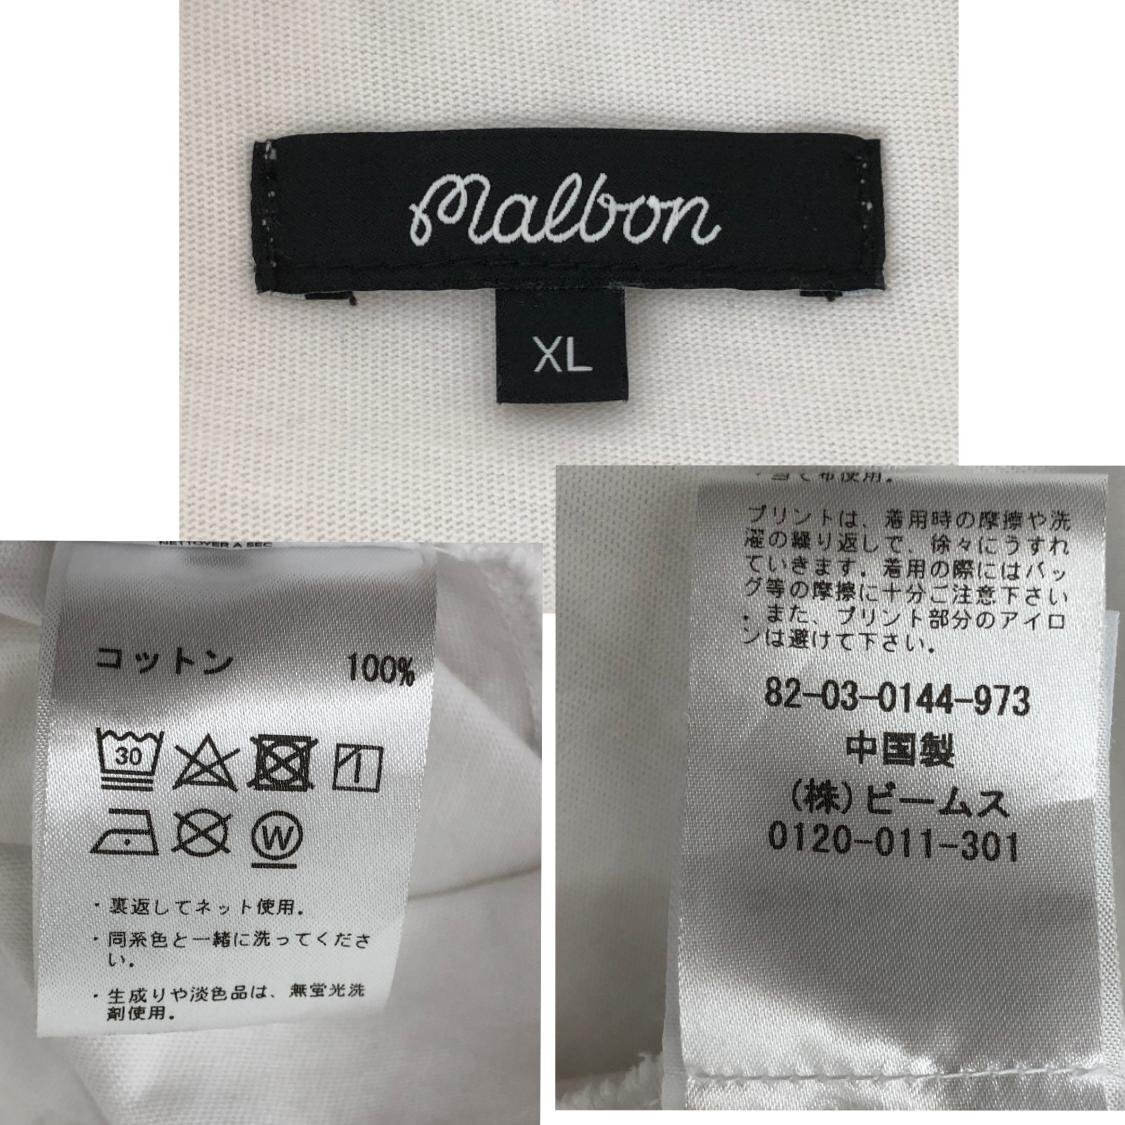 Malbon
XL
NETTOYER A SEC
コットン 100%
30
W
・裏返してネット使用。
・同系色と一緒に洗ってくださ
い。
・生成りや淡色品は、無蛍光洗
剤使用。
・当て布使用。
プリントは、着用時の摩擦や洗
濯の繰り返しで、徐々にうすれ
ていきます。着用の際にはバッ
グ等の摩擦に十分ご注意下さい
。また、プリント部分のアイロ
ンは避けて下さい。
82-03-0144-973
中国製
(株)ビームス
0120-011-301